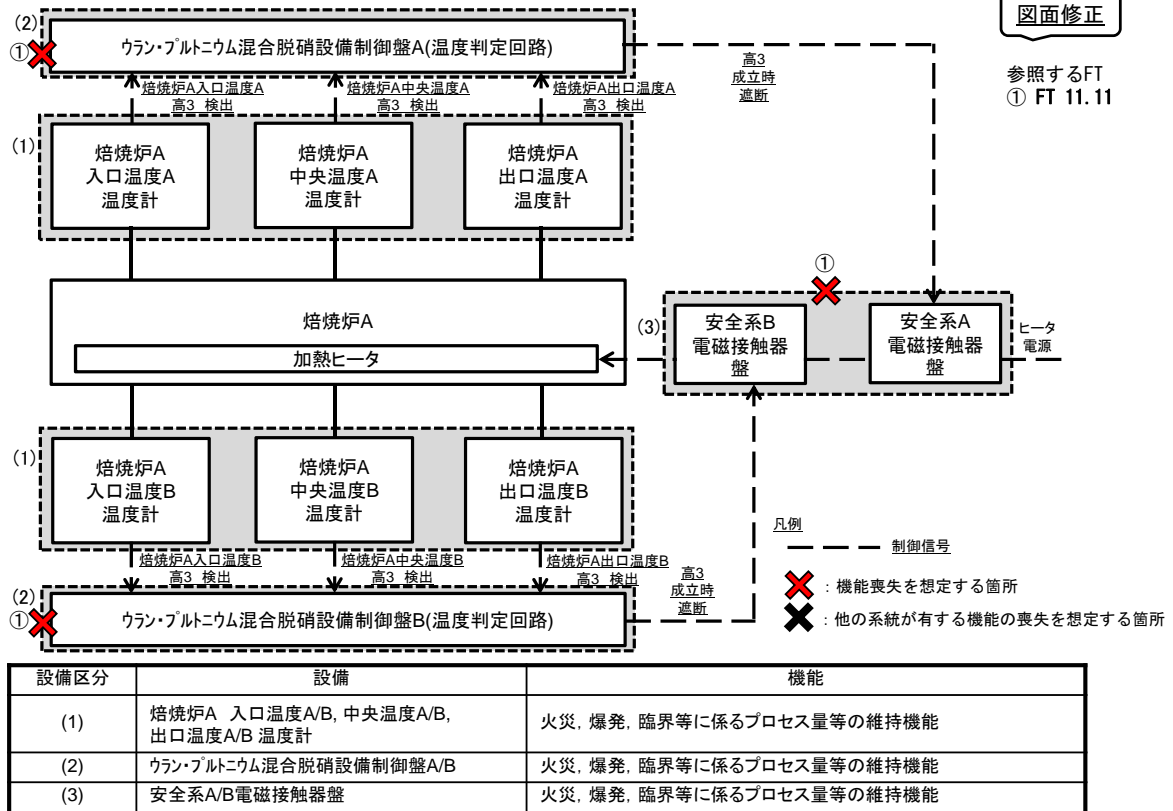 図面修正
参照するFT
① FT 11.11
(2)
①
ウラン・プルトニウム混合脱硝設備制御盤A(温度判定回路)
焙焼炉A入口温度A
高3 検出
焙焼炉A中央温度A
高3 検出
焙焼炉A出口温度A
高3 検出
高3
成立時
遮断
(1)
焙焼炉A
入口温度A
温度計
焙焼炉A
中央温度A
温度計
焙焼炉A
出口温度A
温度計
焙焼炉A
加熱ヒータ
①
(3)
安全系B
電磁接触器
盤
安全系A
電磁接触器
盤
ヒータ
電源
(1)
焙焼炉A
入口温度B
温度計
焙焼炉A
中央温度B
温度計
焙焼炉A
出口温度B
温度計
焙焼炉A入口温度B
高3 検出
焙焼炉A中央温度B
高3 検出
焙焼炉A出口温度B
高3 検出
高3
成立時
遮断
(2)
①
ウラン・プルトニウム混合脱硝設備制御盤B(温度判定回路)
凡例
制御信号
：機能喪失を想定する箇所
：他の系統が有する機能の喪失を想定する箇所
設備区分 設備 機能
(1) 焙焼炉A 入口温度A/B, 中央温度A/B,
出口温度A/B 温度計 火災, 爆発, 臨界等に係るプロセス量等の維持機能
(2) ウラン・プルトニウム混合脱硝設備制御盤A/B 火災, 爆発, 臨界等に係るプロセス量等の維持機能
(3) 安全系A/B電磁接触器盤 火災, 爆発, 臨界等に係るプロセス量等の維持機能